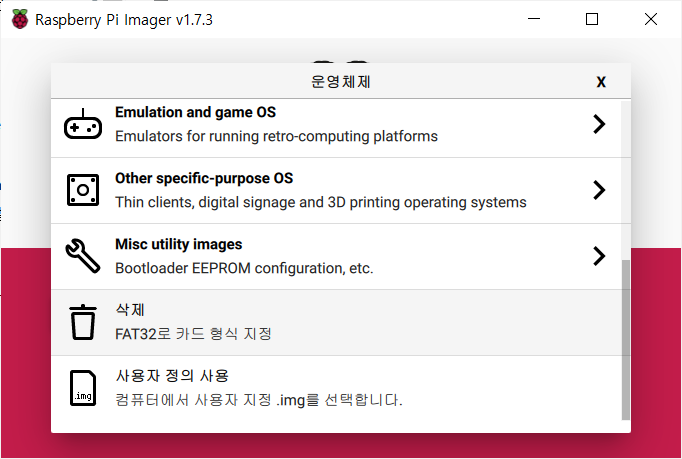 Raspberry Pi Imager v1.7.3
운영체제
X
Emulation and game OS
Emulators for running retro-computing platforms
Other specific-purpose OS
Thin clients, digital signage and 3D printing operating systems
Misc utility images
Bootloader EEPROM configuration, etc.
삭제
FAT32로 카드 형식 지정
사용자 정의 사용
.img
컴퓨터에서 사용자 지정 .img를 선택합니다.